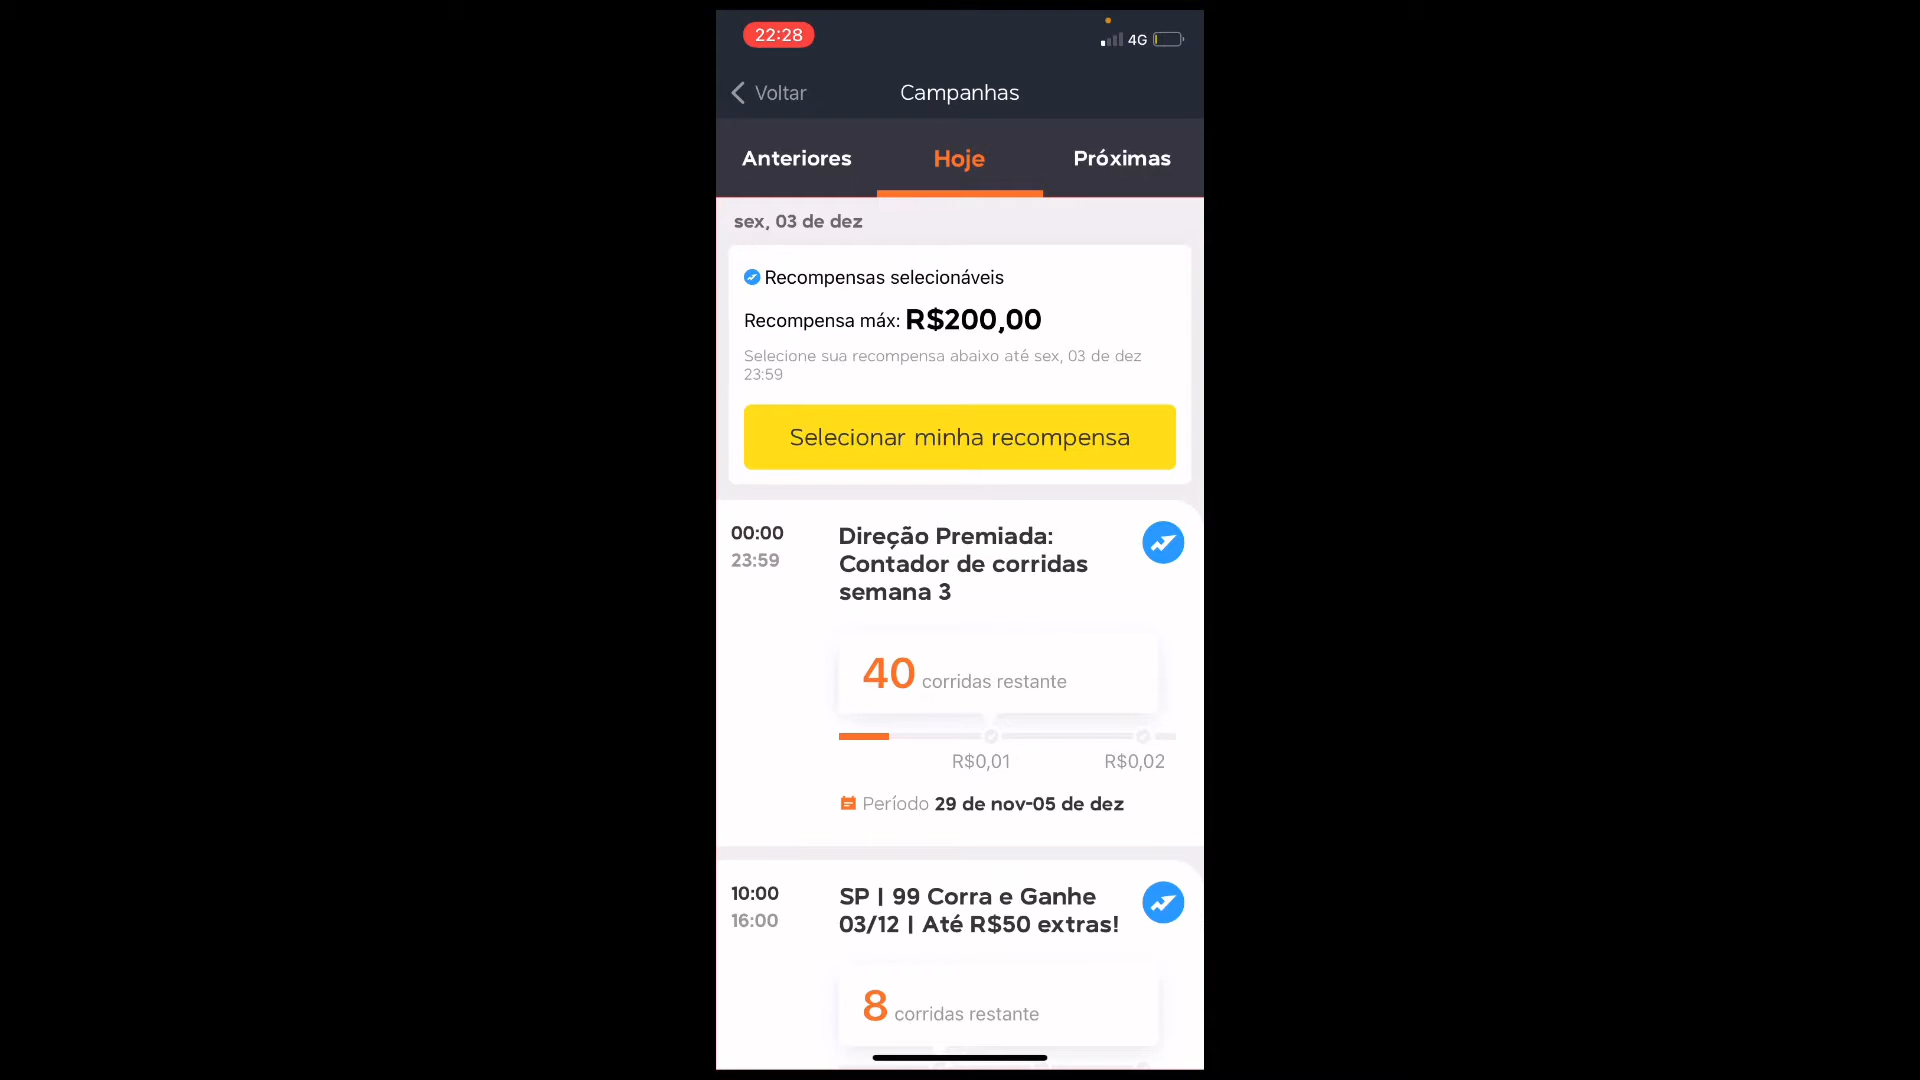 22:28
4G
Voltar
Campanhas
Anteriores
Hoje
Próximas
sex, 03 de dez
Recompensas selecionáveis
Recompensa máx: R$200,00
Selecione sua recompensa abaixo até sex, 03 de dez
23:59
Selecionar minha recompensa
00:00
23:59
Direção Premiada:
Contador de corridas
semana 3
40 corridas restante
R$0,01
R$0,02
Período 29 de nov-05 de dez
10:00
16:00
SP | 99 Corra e Ganhe
03/12 | Até R$50 extras!
8 corridas restante